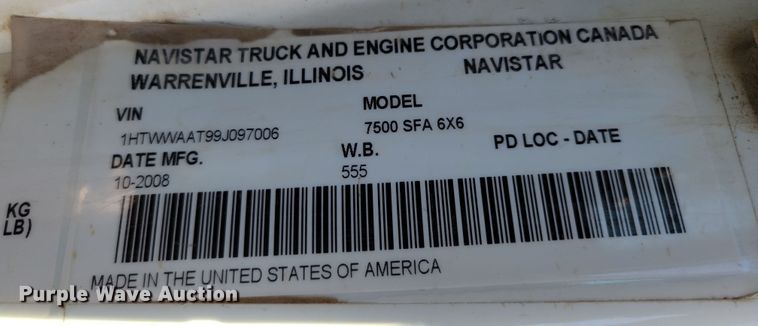 NAVISTAR TRUCK AND ENGINE CORPORATION CANADA
WARRENVILLE, ILLINOIS NAVISTAR
VIN MODEL
1HTWWAAT99J097006 7500 SFA 6X6
DATE MFG. W.B. PD LOC - DATE
10-2008 555
KG
LB)
MADE IN THE UNITED STATES OF AMERICA
Purple Wave Auction